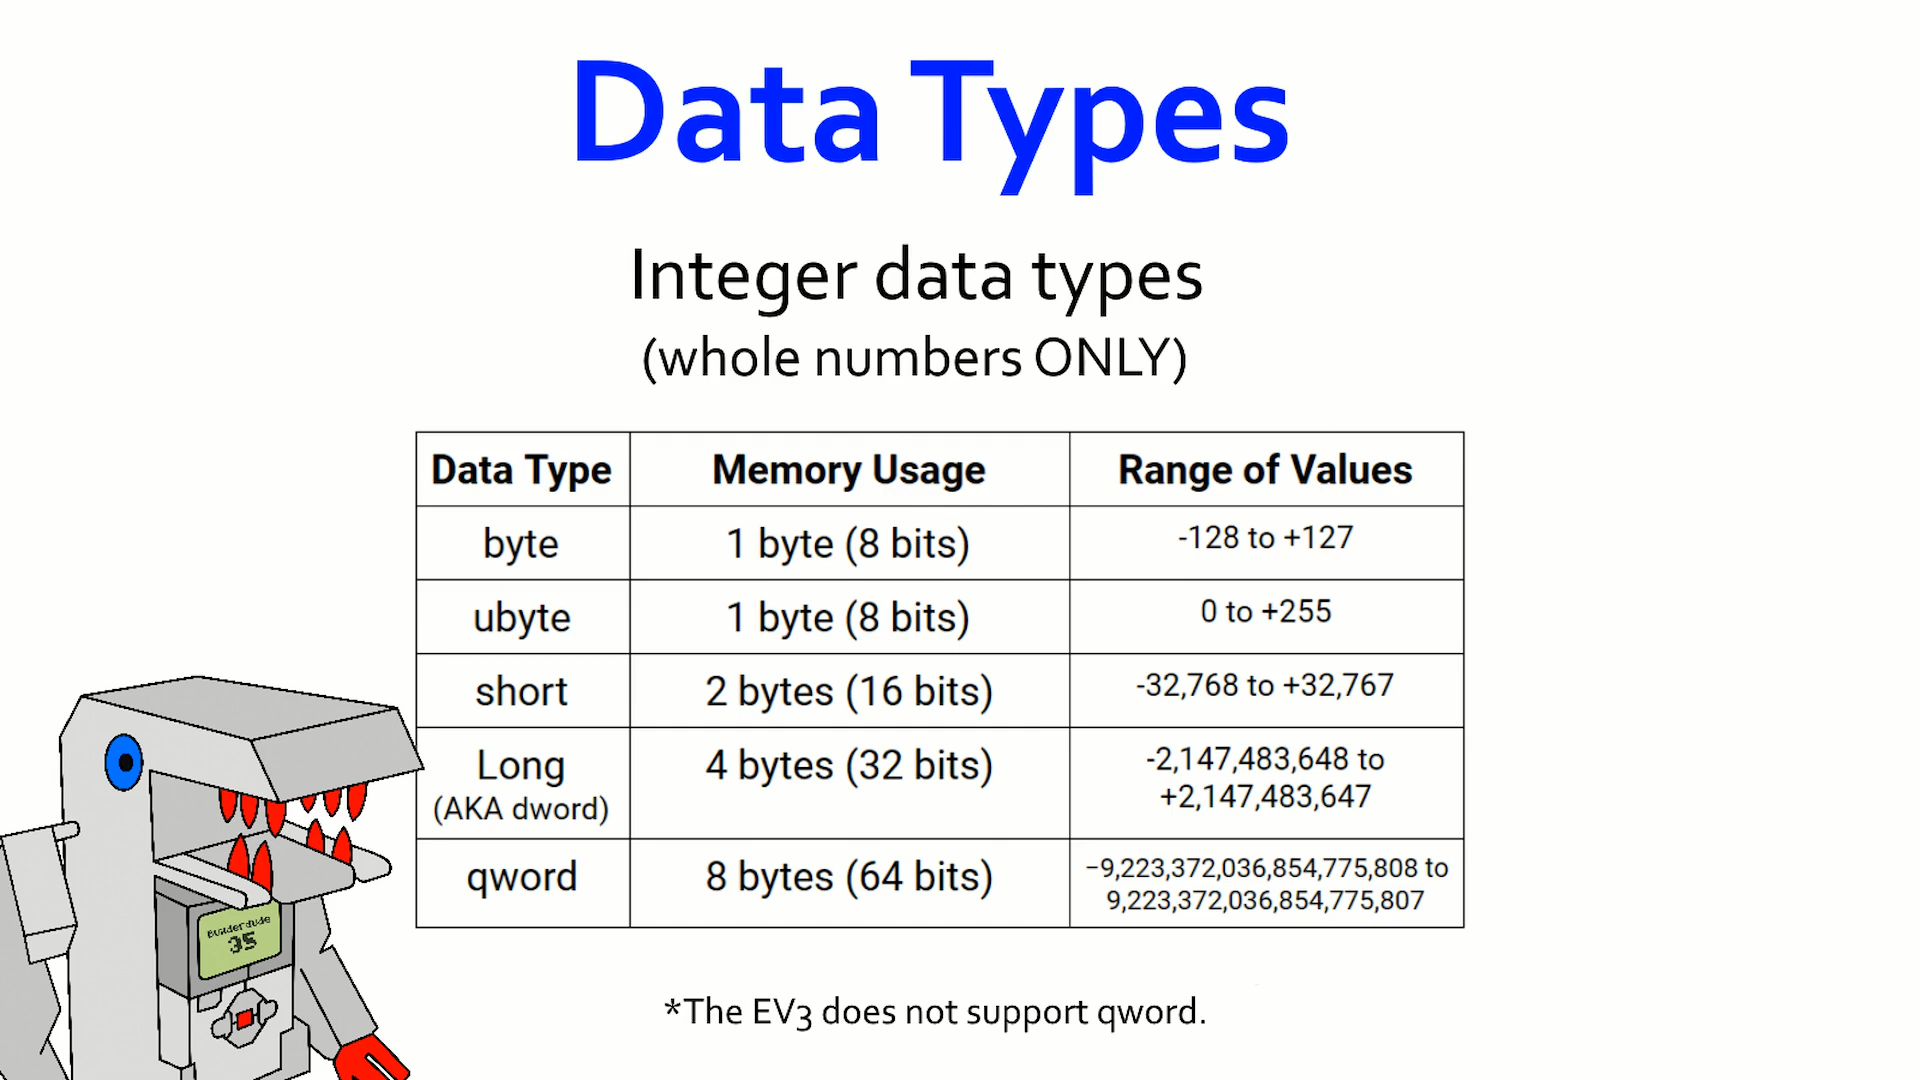 Data Types
Integer data types
(whole numbers ONLY)
Data Type Memory Usage Range of Values
byte 1 byte (8 bits) -128 to +127
ubyte 1 byte (8 bits) 0 to +255
short 2 bytes (16 bits) -32,768 to +32,767
Long 4 bytes (32 bits) -2,147,483,648 to
(AKA dword) +2,147,483,647
qword 8 bytes (64 bits) −9,223,372,036,854,775,808 to
9,223,372,036,854,775,807
Builderdude
35
*The EV3 does not support qword.